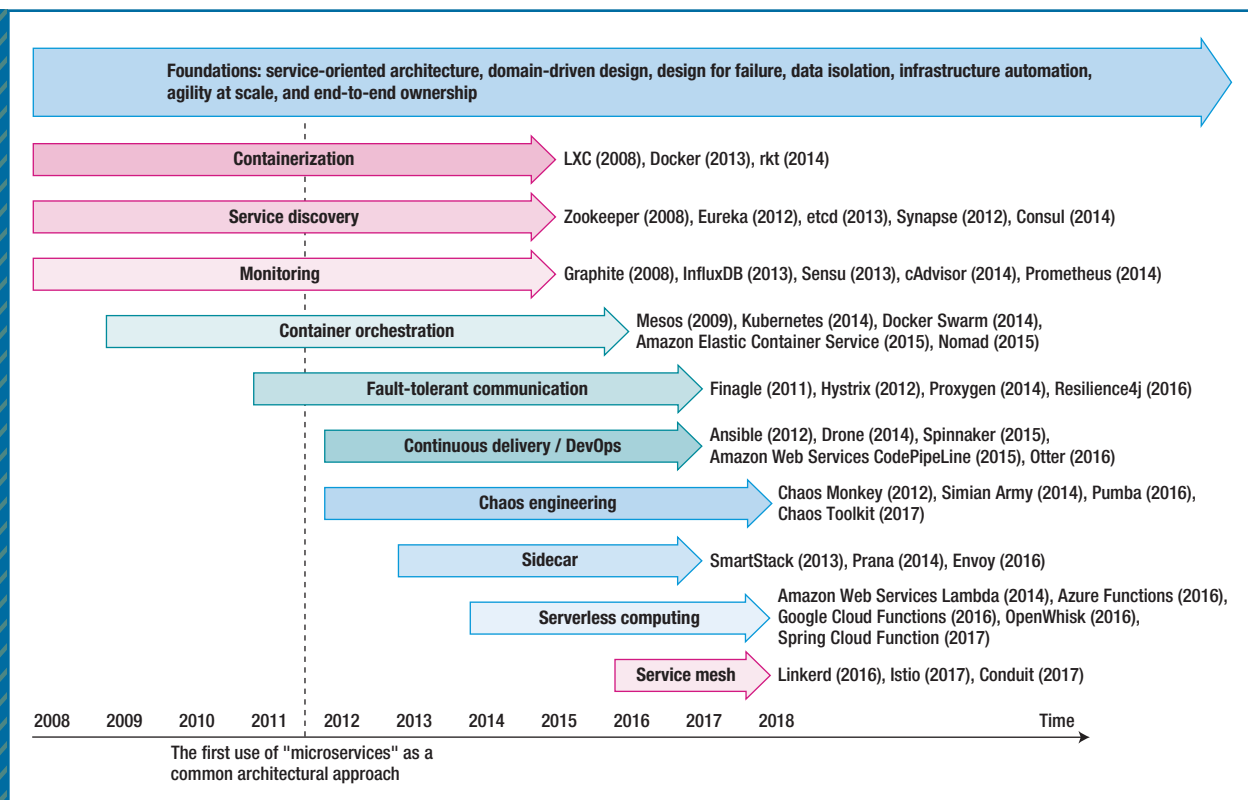 Foundations: service-oriented architecture, domain-driven design, design for failure, data isolation, infrastructure automation,
agility at scale, and end-to-end ownership
Containerization
LXC (2008), Docker (2013), rkt (2014)
Service discovery
Zookeeper (2008), Eureka (2012), etcd (2013), Synapse (2012), Consul (2014)
Monitoring
Graphite (2008), InfluxDB (2013), Sensu (2013), cAdvisor (2014), Prometheus (2014)
Container orchestration
Mesos (2009), Kubernetes (2014), Docker Swarm (2014),
Amazon Elastic Container Service (2015), Nomad (2015)
Fault-tolerant communication
Finagle (2011), Hystrix (2012), Proxygen (2014), Resilience4j (2016)
Continuous delivery / DevOps
Ansible (2012), Drone (2014), Spinnaker (2015),
Amazon Web Services CodePipeLine (2015), Otter (2016)
Chaos engineering
Chaos Monkey (2012), Simian Army (2014), Pumba (2016),
Chaos Toolkit (2017)
Sidecar
SmartStack (2013), Prana (2014), Envoy (2016)
Serverless computing
Amazon Web Services Lambda (2014), Azure Functions (2016),
Google Cloud Functions (2016), OpenWhisk (2016),
Spring Cloud Function (2017)
Service mesh
Linkerd (2016), Istio (2017), Conduit (2017)
2008 2009 2010 2011 2012 2013 2014 2015 2016 2017 2018 Time
The first use of "microservices" as a
common architectural approach